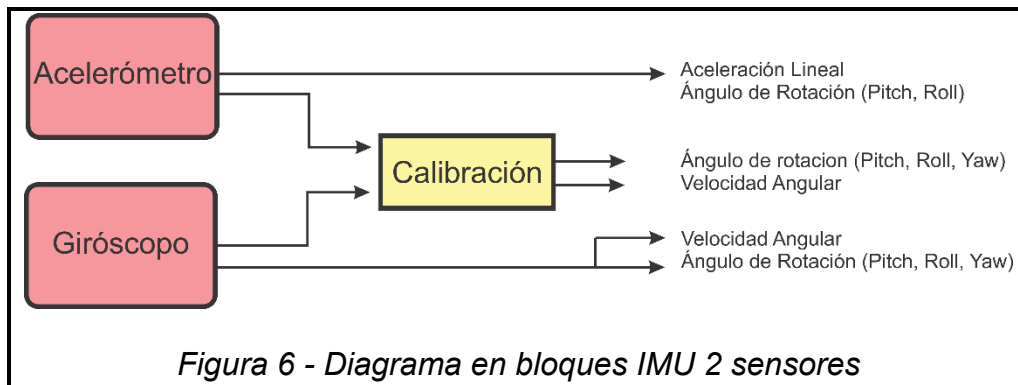 Acelerómetro
Aceleración Lineal
Ángulo de Rotación (Pitch, Roll)
Calibración
Ángulo de rotacion (Pitch, Roll, Yaw)
Velocidad Angular
Giróscopo
Velocidad Angular
Ángulo de Rotación (Pitch, Roll, Yaw)
Figura 6 - Diagrama en bloques IMU 2 sensores